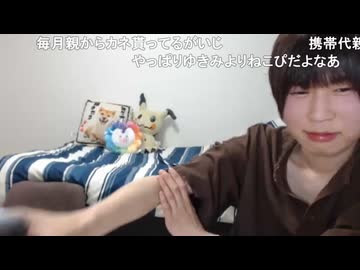 毎月親からカネ貰ってるがいじ
携帯代親
やっぱりゆきみよりねこぴだよなあ